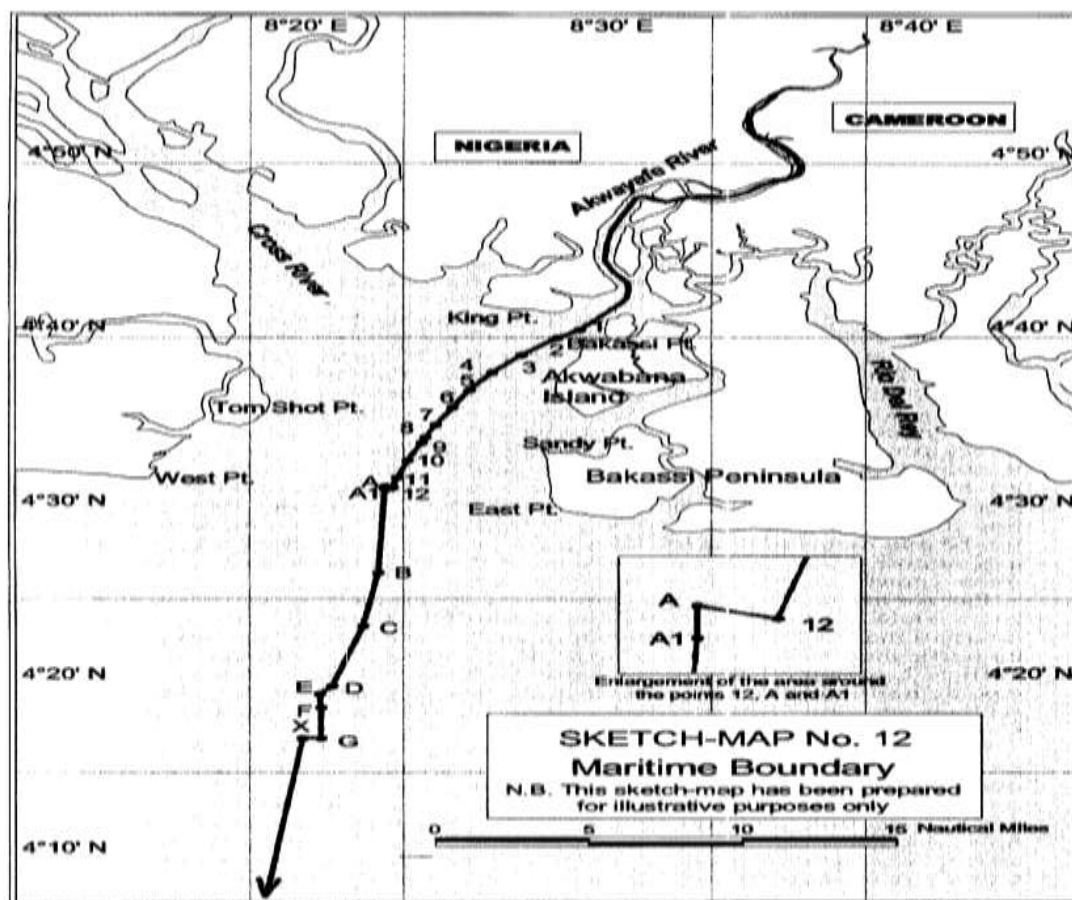 8°20' E
8°30' E
8°40' E
CAMEROON
NIGERIA
4°50' N
4°50' N
Akwayafe River
Cross River
King Pt.
1
4°40' N
4°40' N
2
Bakassi Pt.
3
4
Akwabana
Island
5
Rio Del Rey
6
Tom Shot Pt.
7
8
9
Sandy Pt.
10
West Pt.
A
11
Bakassi Peninsula
A1
12
4°30' N
4°30' N
East Pt.
B
A
12
A1
C
4°20' N
4°20' N
Enlargement of the area around
the points 12, A and A1
E
D
F
X
G
SKETCH-MAP No. 12
Maritime Boundary
N.B. This sketch-map has been prepared
for illustrative purposes only
0
5
10
15
Nautical Miles
4°10' N